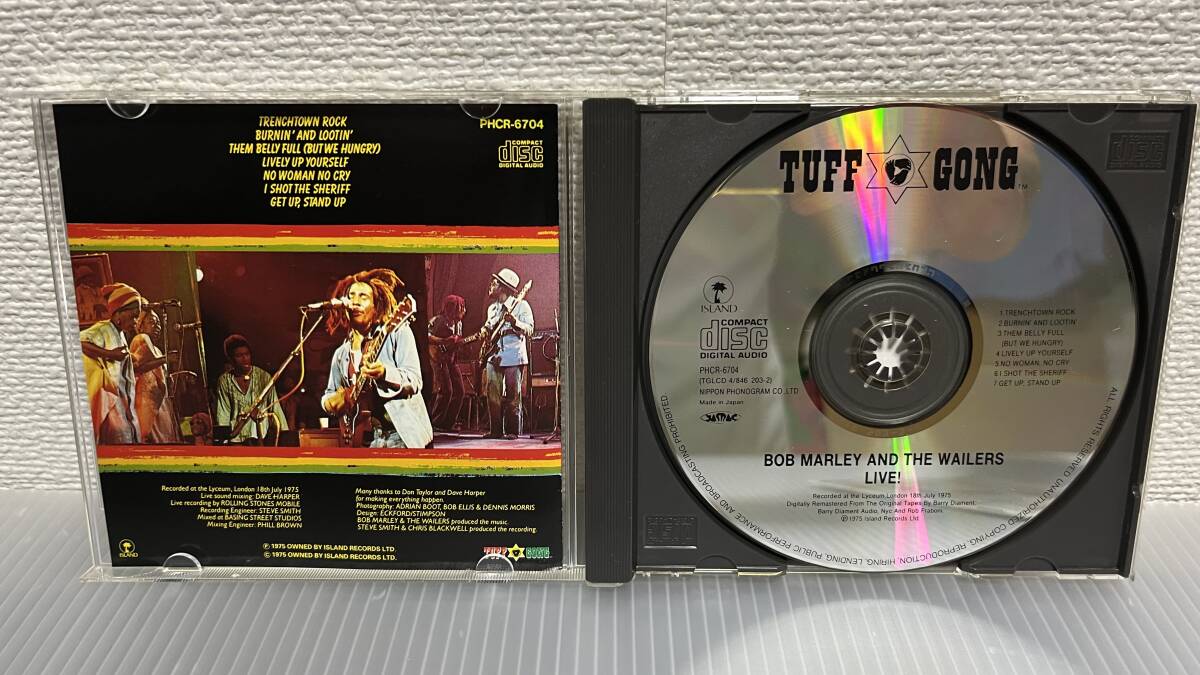 TRENCHTOWN ROCK
BURNIN' AND LOOTIN'
THEM BELLY FULL (BUT WE HUNGRY)
LIVELY UP YOURSELF
NO WOMAN NO CRY
I SHOT THE SHERIFF
GET UP, STAND UP
PHCR-6704
COMPACT
disc
DIGITAL AUDIO
Recorded at the Lyceum, London 18th July 1975
Live sound mixing: DAVE HARPER
Live recording by ROLLING STONES MOBILE
Recording Engineer: STEVE SMITH
Mixed at BASING STREET STUDIOS
Mixing Engineer: PHILL BROWN
Many thanks to Don Taylor and Dave Harper
for making everything happen.
Photography: ADRIAN BOOT, BOB ELLIS & DENNIS MORRIS
Design: ECKFORD/STIMPSON
BOB MARLEY & THE WAILERS produced the music.
STEVE SMITH & CHRIS BLACKWELL produced the recording.
ISLAND
℗ 1975 OWNED BY ISLAND RECORDS LTD.
© 1975 OWNED BY ISLAND RECORDS LTD.
TUFF GONG
TUFF GONG™
ISLAND
COMPACT
disc
DIGITAL AUDIO
PHCR-6704
(TGLCD 4/846 203-2)
NIPPON PHONOGRAM CO., LTD.
Made in Japan
JASRAC
1 TRENCHTOWN ROCK
2 BURNIN' AND LOOTIN'
3 THEM BELLY FULL
(BUT WE HUNGRY)
4 LIVELY UP YOURSELF
5 NO WOMAN, NO CRY
6 I SHOT THE SHERIFF
7 GET UP, STAND UP
BOB MARLEY AND THE WAILERS
LIVE!
Recorded at the Lyceum London 18th July 1975
Digitally Remastered From The Original Tapes By Barry Diament,
Barry Diament Audio, Nyc And Rob Fraboni.
℗1975 Island Records Ltd.
ALL RIGHTS RESERVED. UNAUTHORIZED COPYING, REPRODUCTION, HIRING, LENDING, PUBLIC PERFORMANCE AND BROADCASTING PROHIBITED